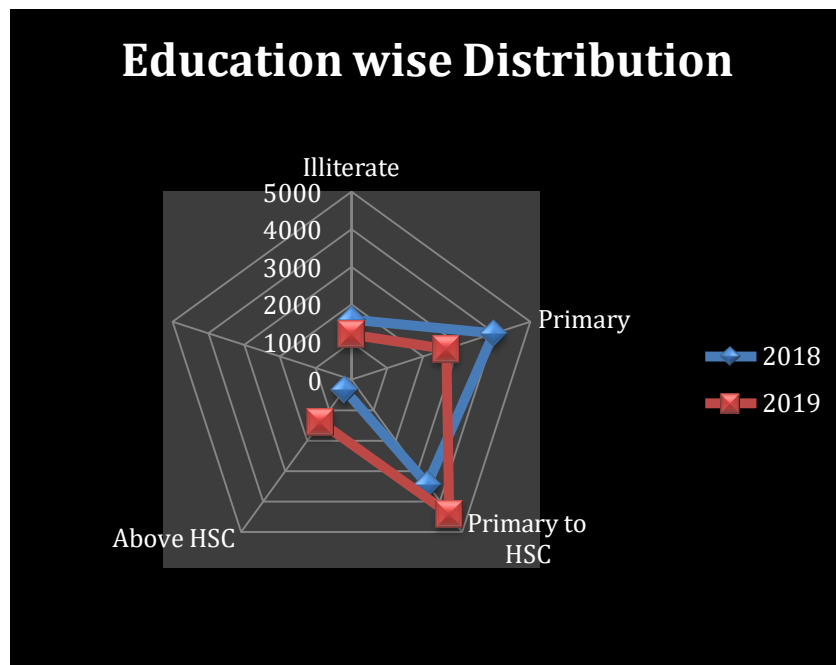 Education wise Distribution
Illiterate
5000
4000
3000
2000
1000
0
Primary
2018
2019
Primary to
HSC
Above HSC